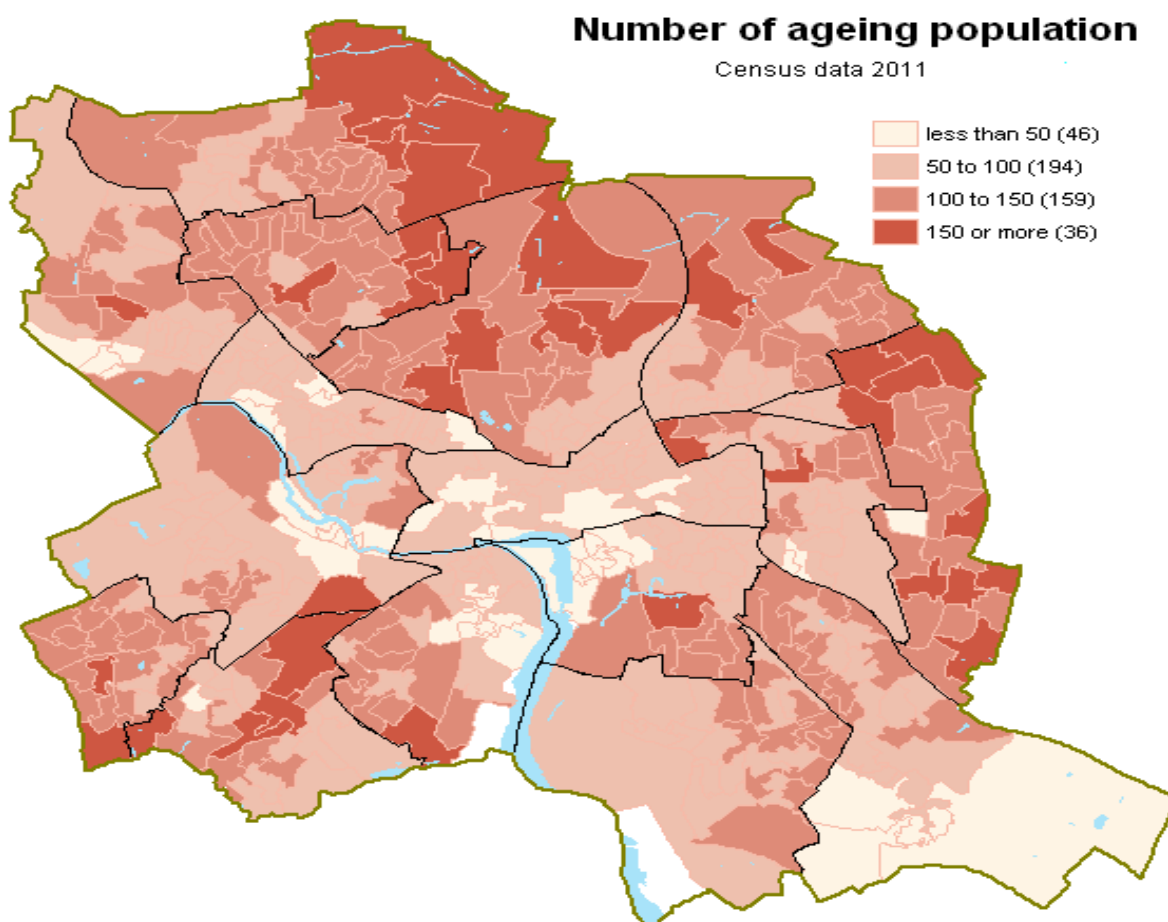 Number of ageing population
Census data 2011
less than 50 (46)
50 to 100 (194)
100 to 150 (159)
150 or more (36)